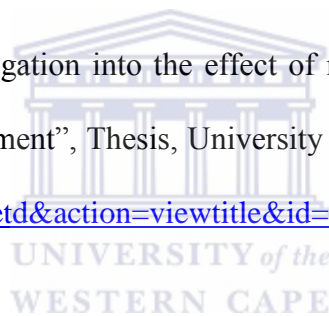 gation into the effect of
ment”, Thesis, University
etd&action=viewtitle&id=
UNIVERSITY of the
WESTERN CAPE